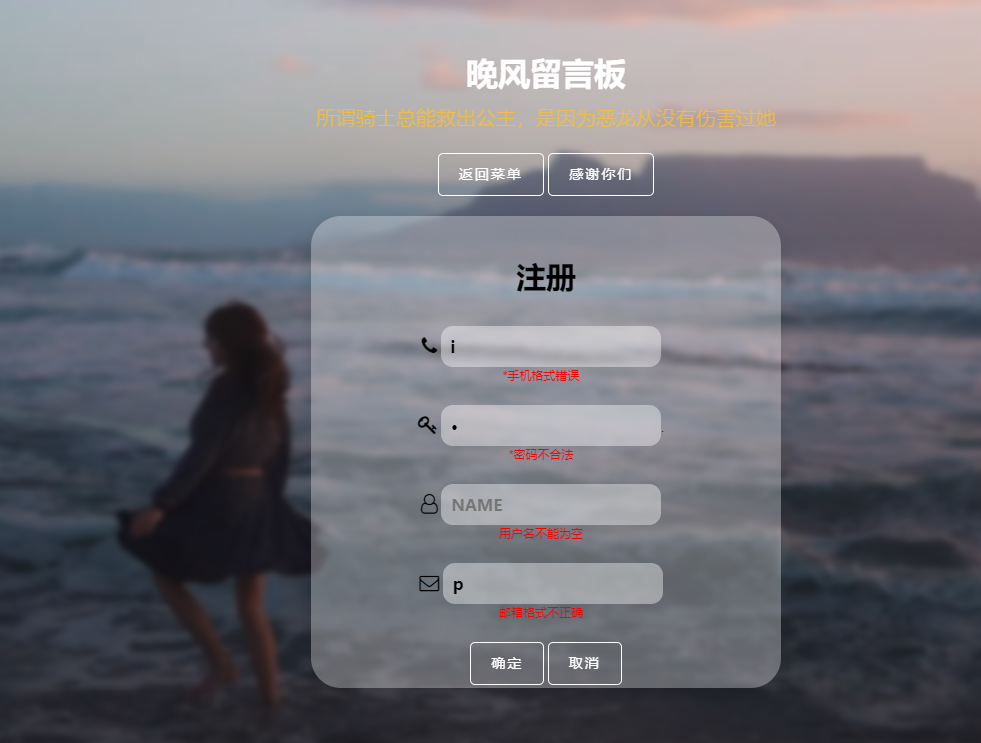 晚风留言板
所谓骑士总能救出公主，是因为恶龙从没有伤害过她
返回菜单 感谢你们
注册
i
*手机格式错误
•
*密码不合法
NAME
用户名不能为空
p
邮箱格式不正确
确定 取消